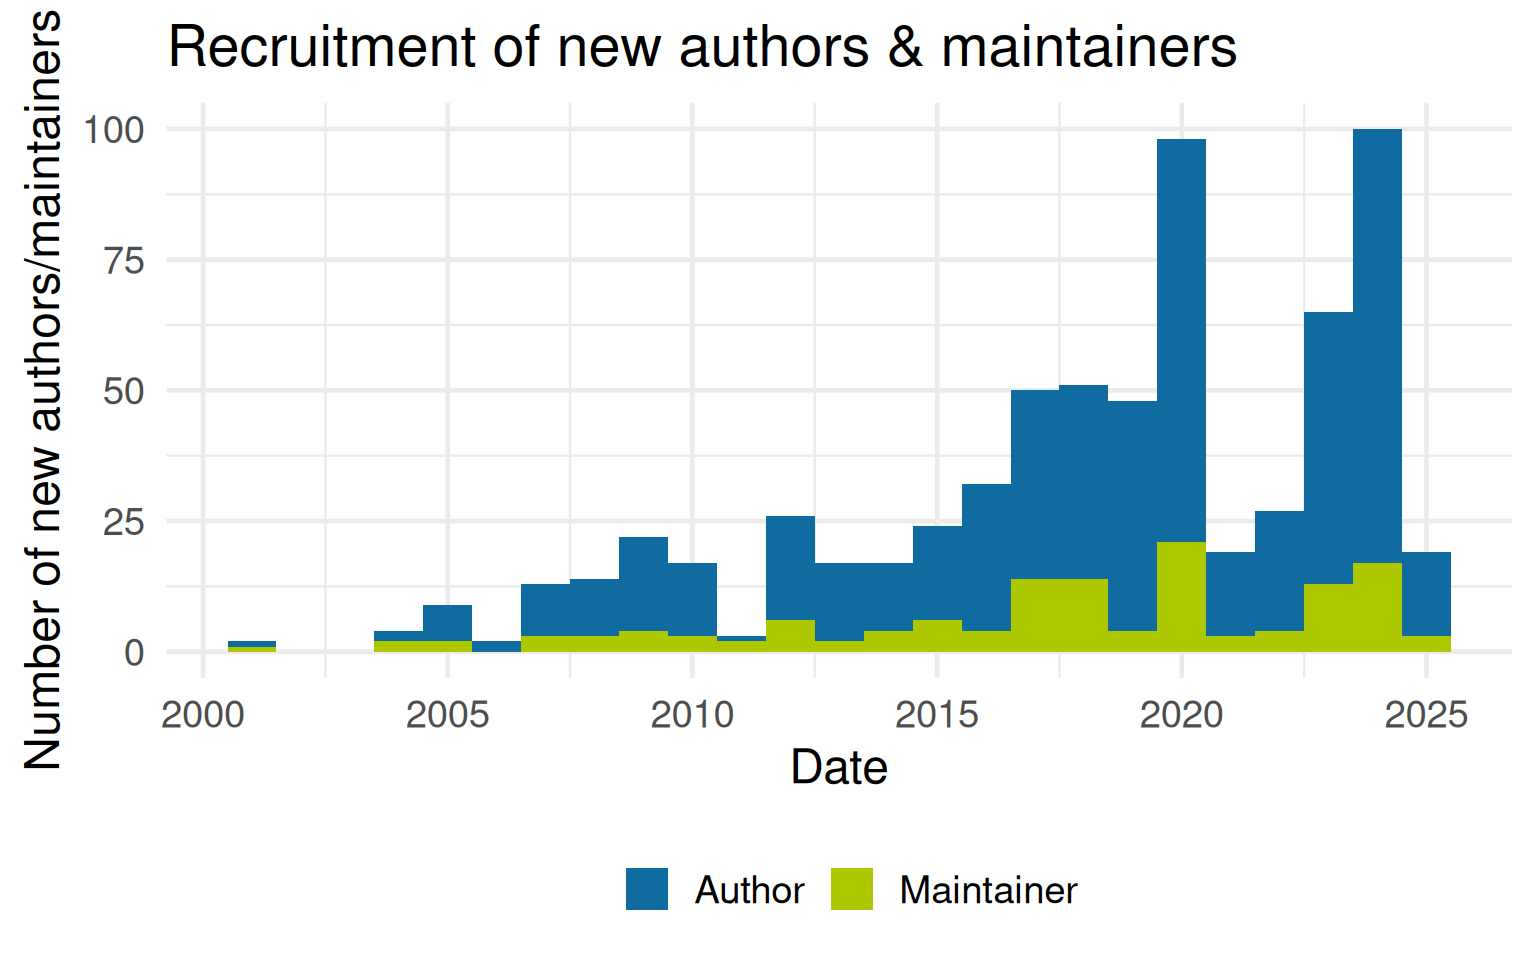 Recruitment of new authors & maintainers
Number of new authors/maintainers
100
75
50
25
0
2000 2005 2010 2015 2020 2025
Date
Author Maintainer